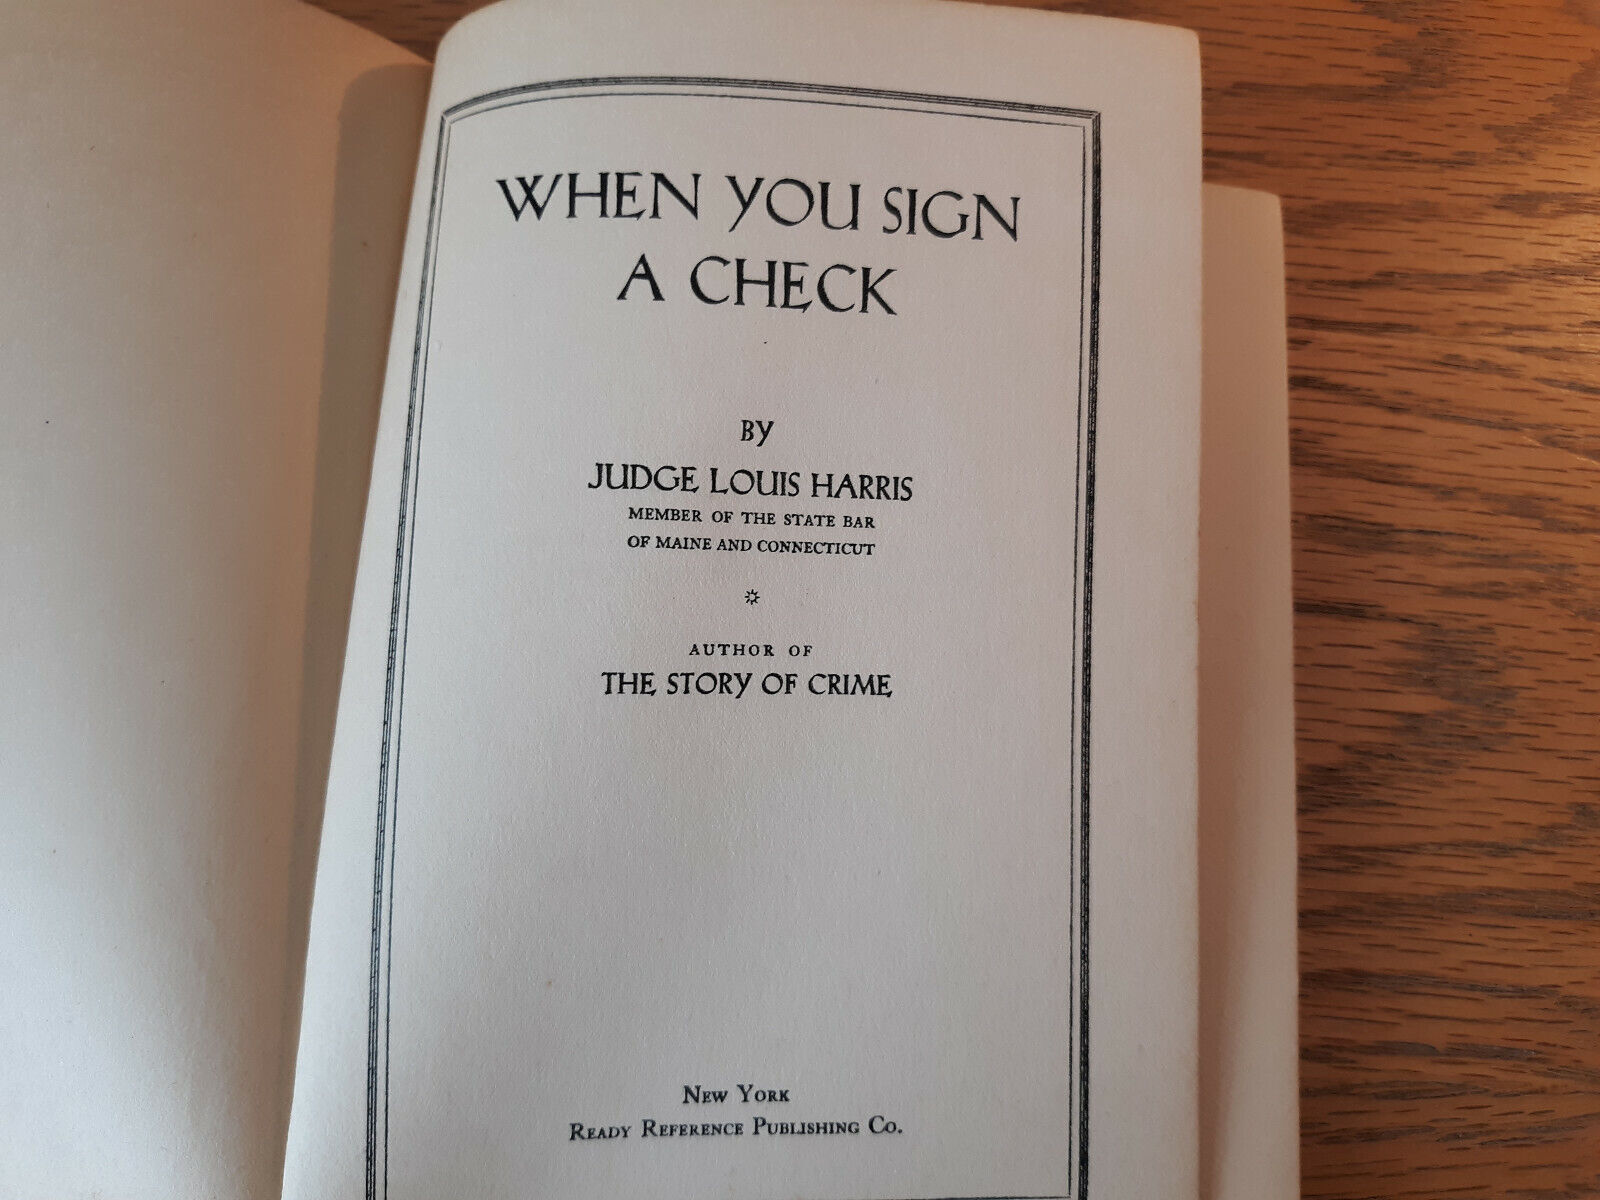 WHEN YOU SIGN
A CHECK
BY
JUDGE LOUIS HARRIS
MEMBER OF THE STATE BAR
OF MAINE AND CONNECTICUT
AUTHOR OF
THE STORY OF CRIME
NEW YORK
READY REFERENCE PUBLISHING CO.